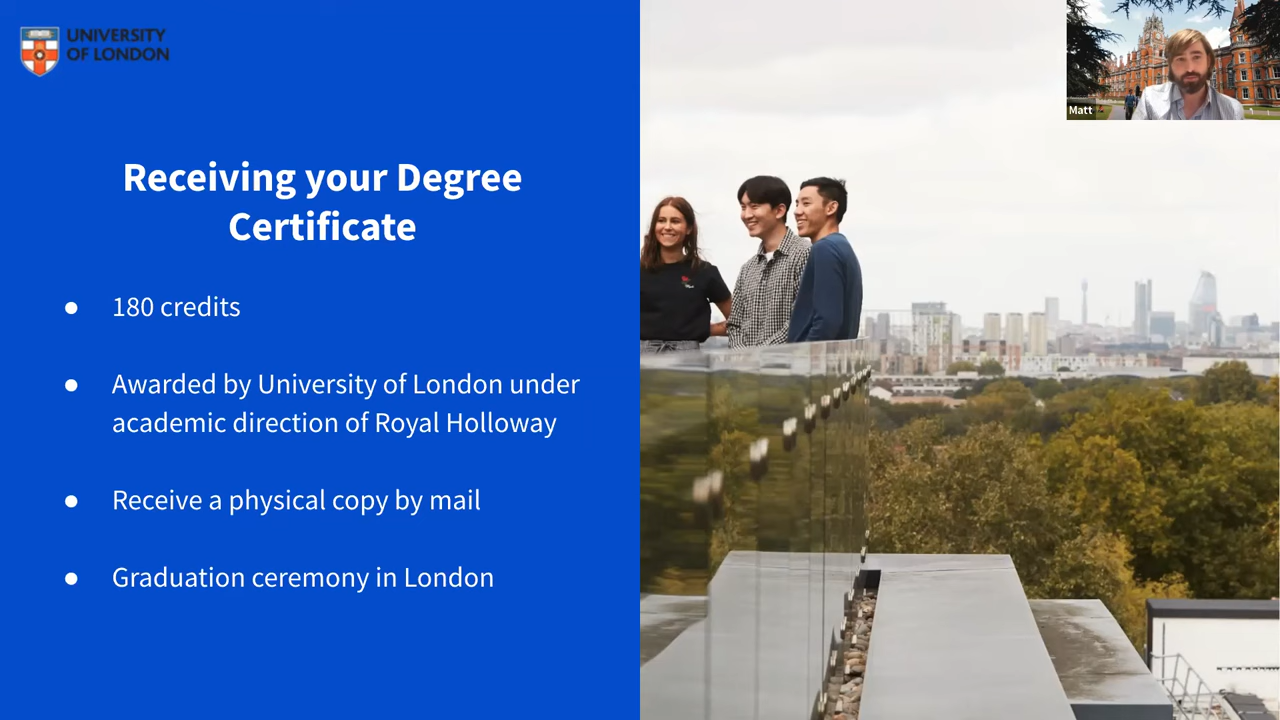 UNIVERSITY
OF LONDON
Matt
Receiving your Degree
Certificate
● 180 credits
● Awarded by University of London under
academic direction of Royal Holloway
● Receive a physical copy by mail
● Graduation ceremony in London